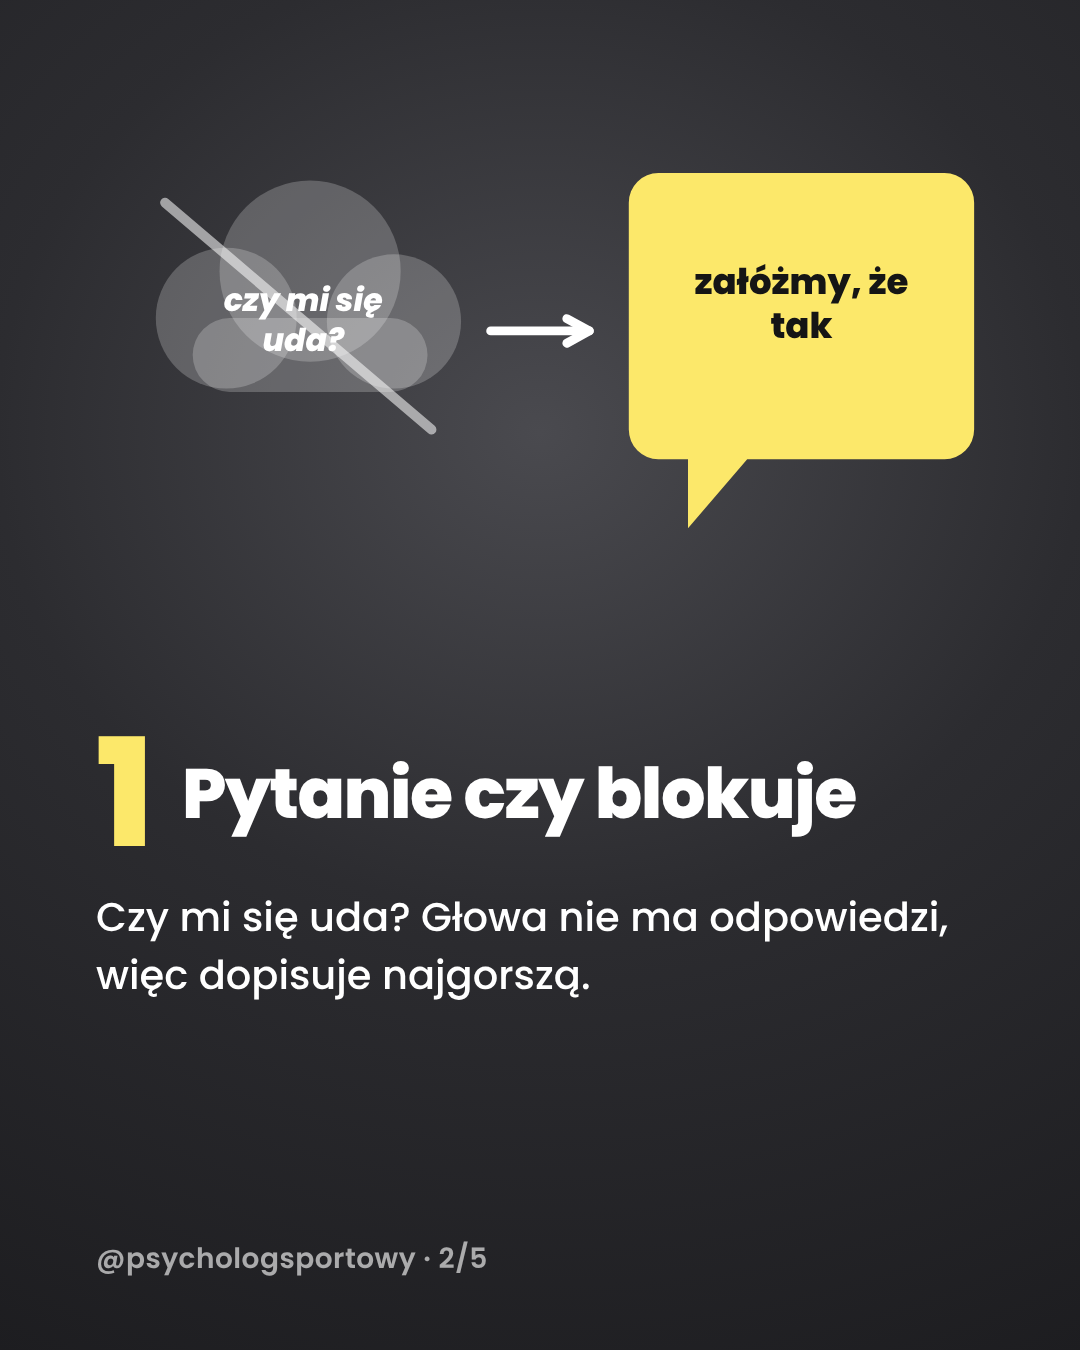 czy mi się
uda?
załóżmy, że
tak
1 Pytanie czy blokuje
Czy mi się uda? Głowa nie ma odpowiedzi,
więc dopisuje najgorszą.
@psychologsportowy · 2/5